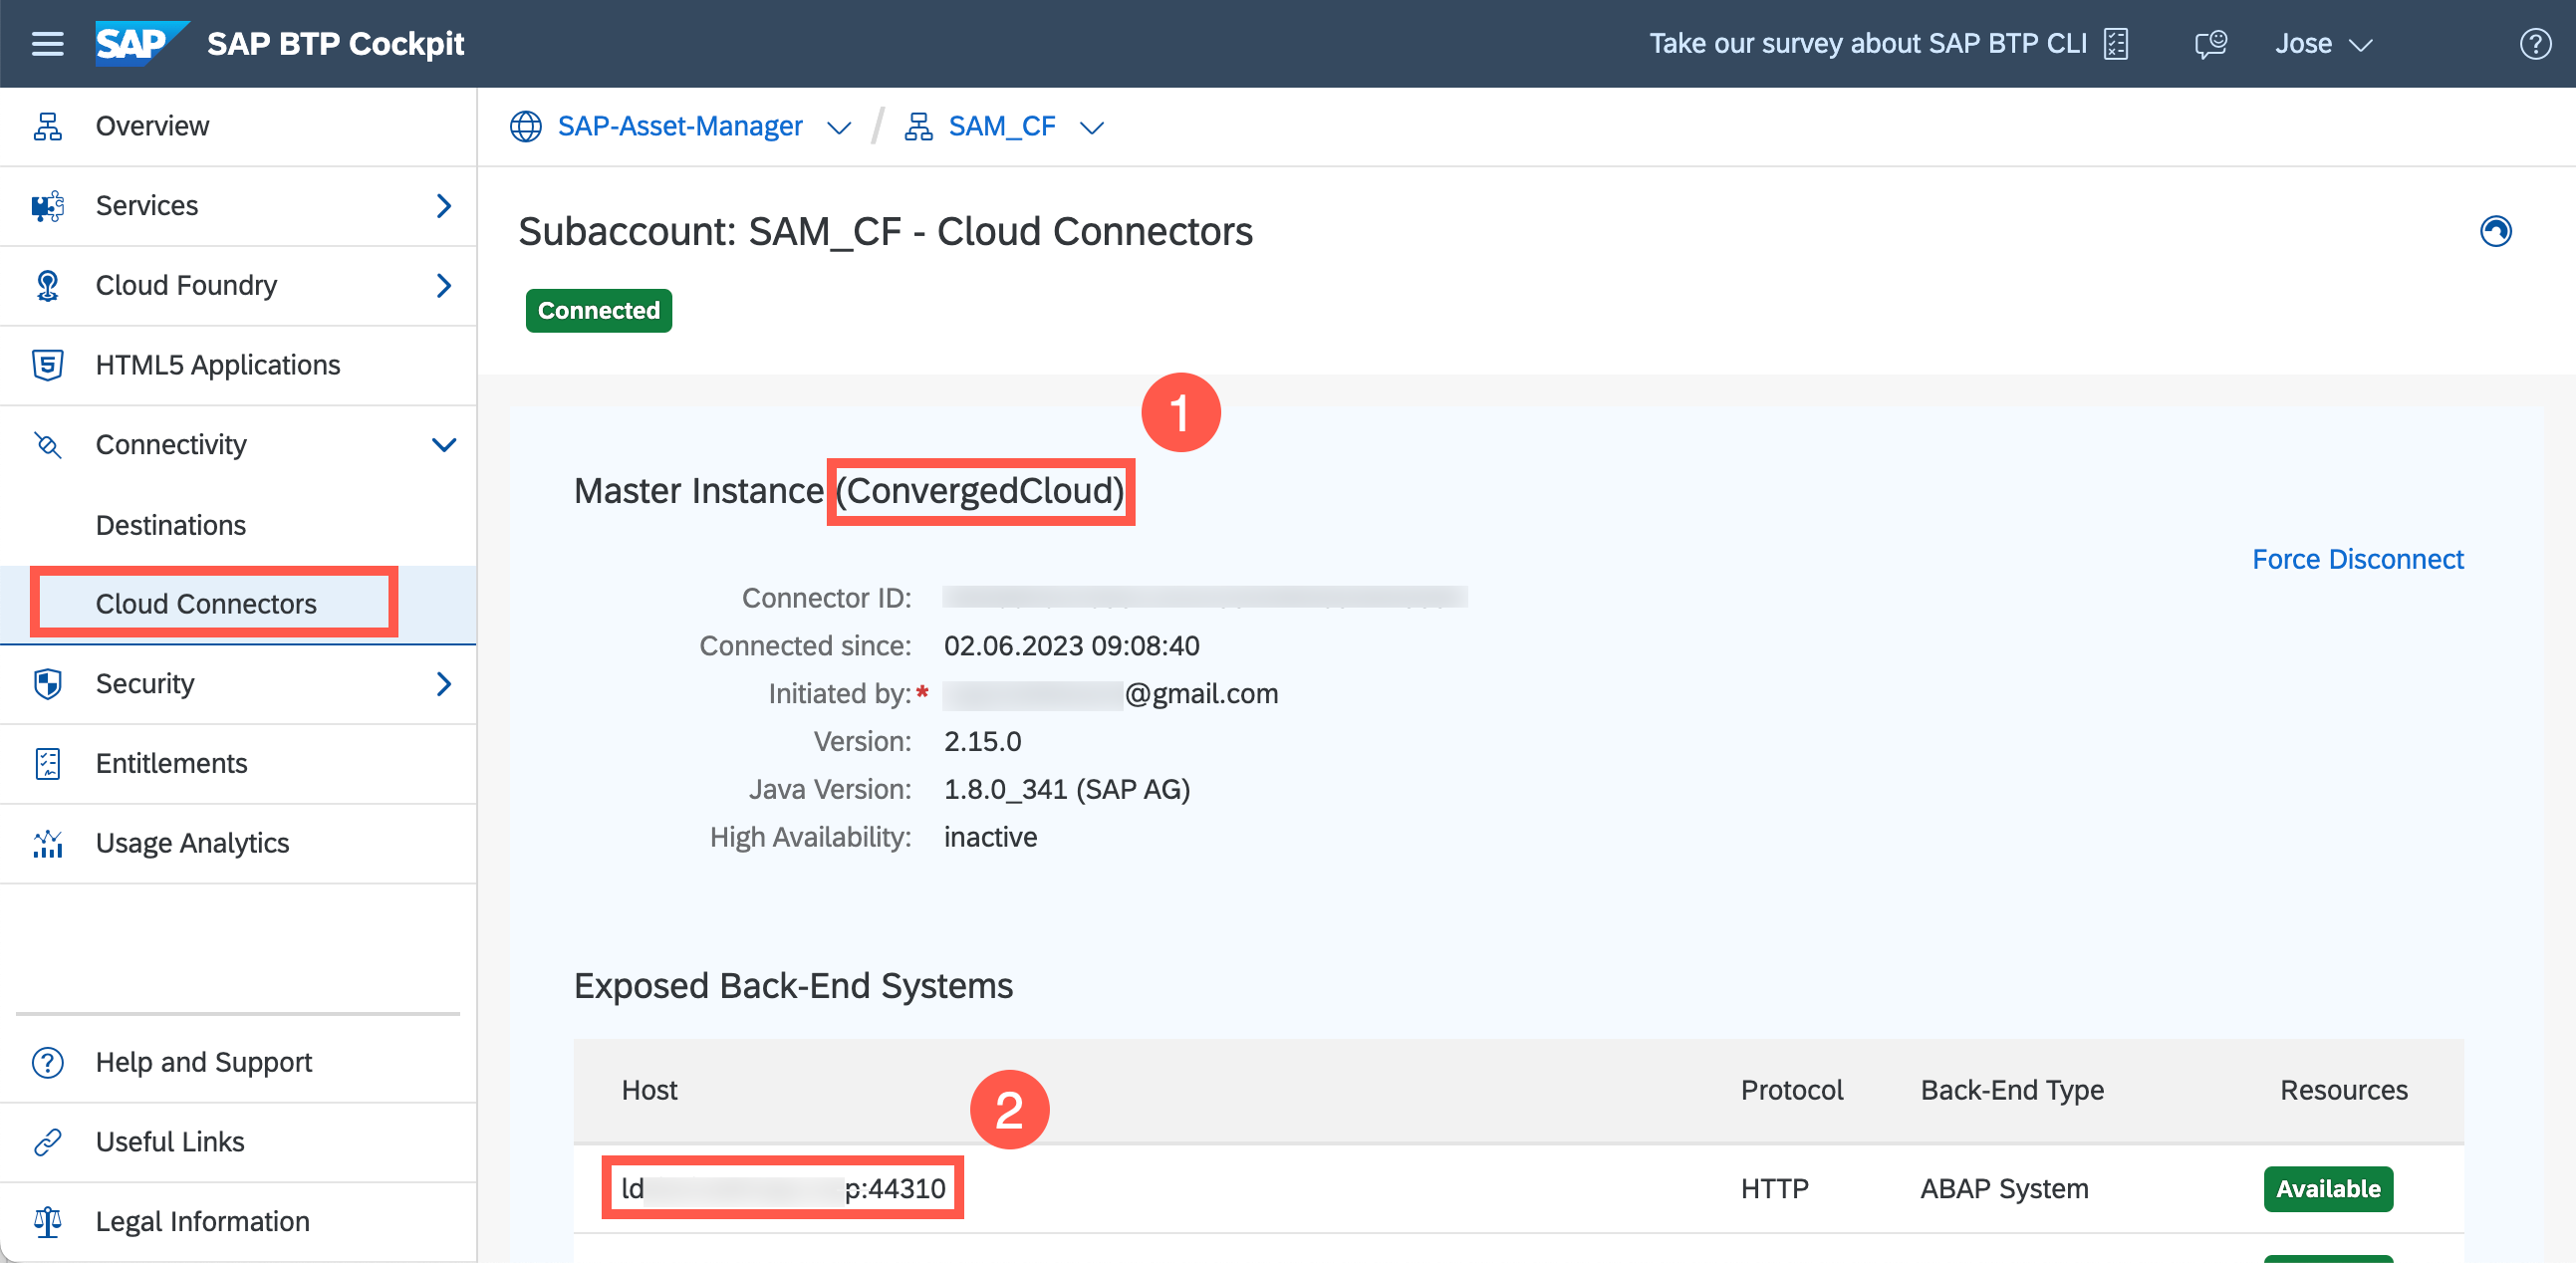 SAP SAP BTP Cockpit
Take our survey about SAP BTP CLI
Jose
Overview
Services
Cloud Foundry
HTML5 Applications
Connectivity
Destinations
Cloud Connectors
Security
Entitlements
Usage Analytics
Help and Support
Useful Links
Legal Information
SAP-Asset-Manager / SAM_CF
Subaccount: SAM_CF - Cloud Connectors
Connected
1
Master Instance (ConvergedCloud)
Force Disconnect
Connector ID:
Connected since: 02.06.2023 09:08:40
Initiated by:* @gmail.com
Version: 2.15.0
Java Version: 1.8.0_341 (SAP AG)
High Availability: inactive
Exposed Back-End Systems
2
Host Protocol Back-End Type Resources
ld p:44310 HTTP ABAP System Available